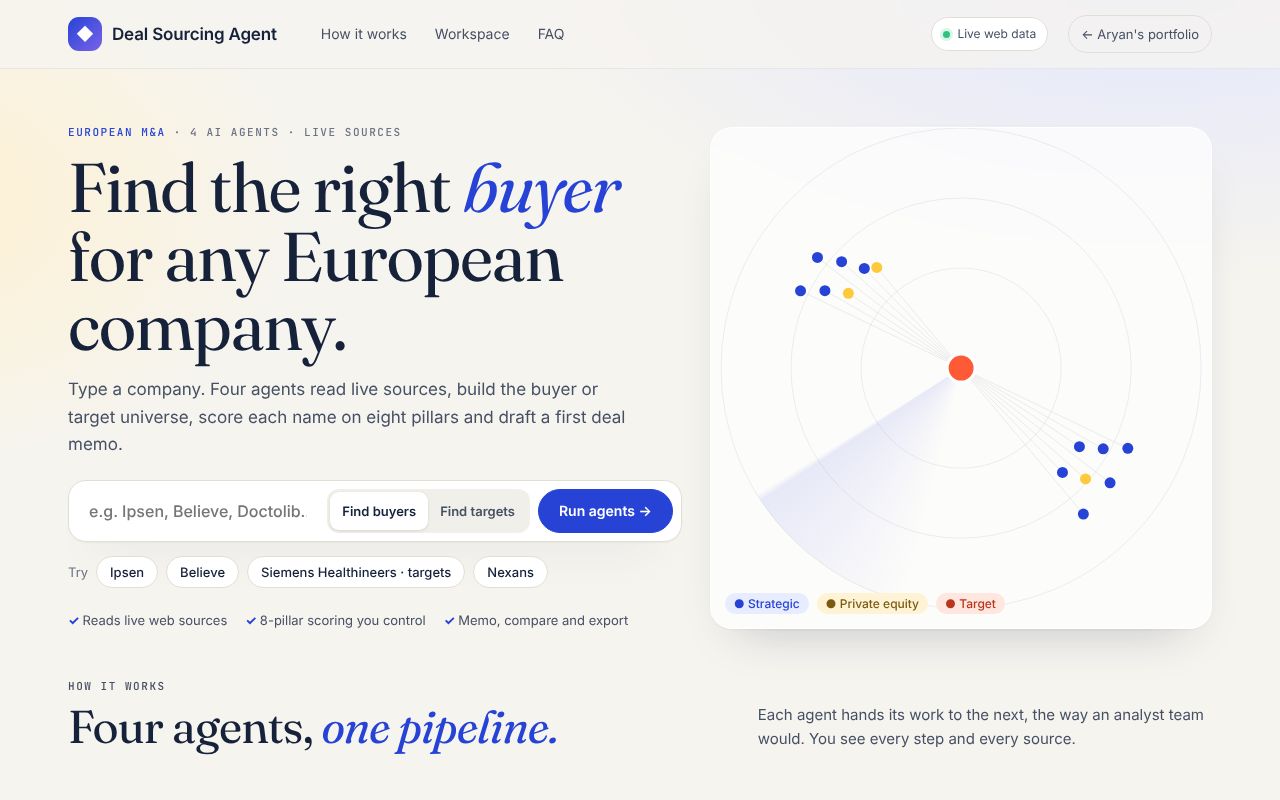 Deal Sourcing Agent
How it works
Workspace
FAQ
Live web data
← Aryan's portfolio
EUROPEAN M&A · 4 AI AGENTS · LIVE SOURCES
Find the right buyer
for any European
company.
Type a company. Four agents read live sources, build the buyer or
target universe, score each name on eight pillars and draft a first deal
memo.
e.g. Ipsen, Believe, Doctolib.
Find buyers
Find targets
Run agents →
Try
Ipsen
Believe
Siemens Healthineers · targets
Nexans
✓ Reads live web sources
✓ 8-pillar scoring you control
✓ Memo, compare and export
Strategic
Private equity
Target
HOW IT WORKS
Four agents, one pipeline.
Each agent hands its work to the next, the way an analyst team
would. You see every step and every source.